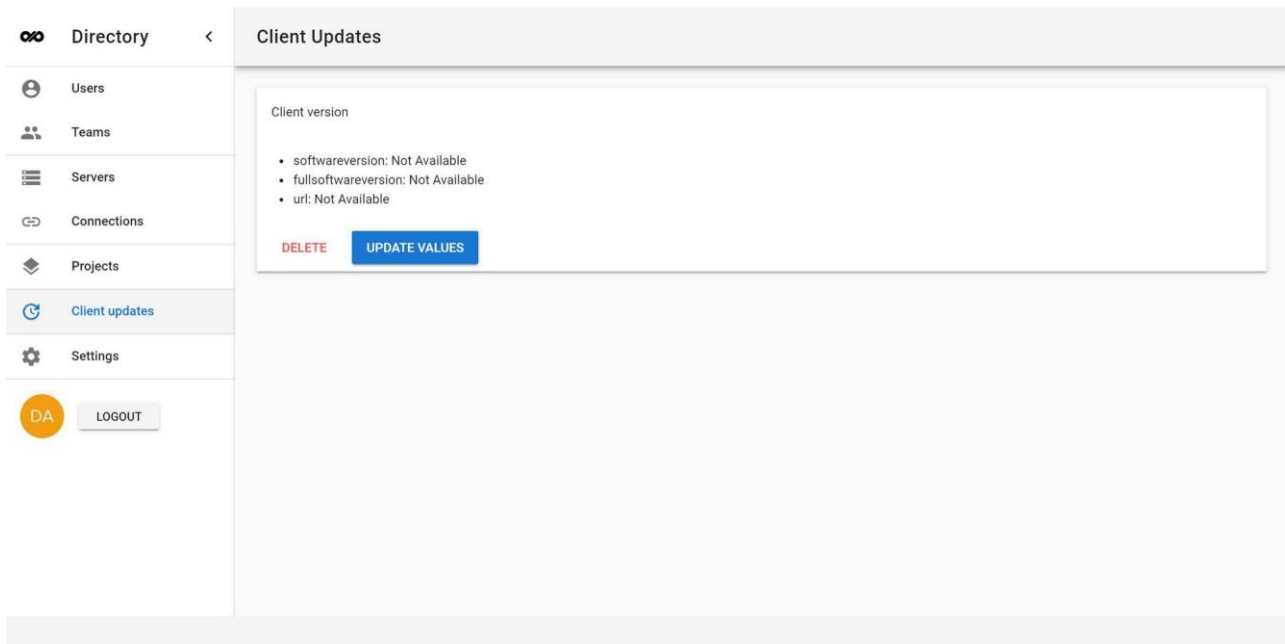 Directory
Users
Teams
Servers
Connections
Projects
Client updates
Settings
DA
LOGOUT
Client Updates
Client version
softwareversion: Not Available
fullsoftwareversion: Not Available
url: Not Available
DELETE
UPDATE VALUES